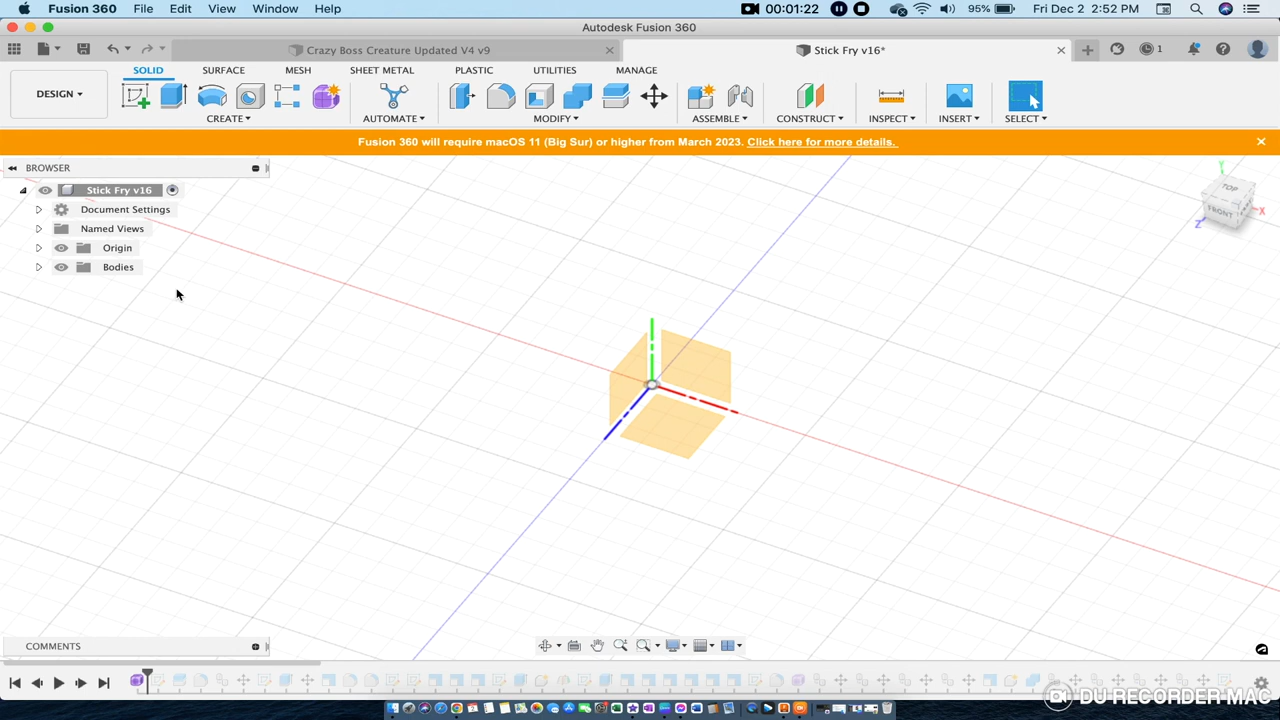 Fusion 360 File Edit View Window Help 00:01:22 95% Fri Dec 2 2:52 PM
Autodesk Fusion 360
Crazy Boss Creature Updated V4 v9
Stick Fry v16*
1
DESIGN
SOLID SURFACE MESH SHEET METAL PLASTIC UTILITIES MANAGE
CREATE AUTOMATE MODIFY ASSEMBLE CONSTRUCT INSPECT INSERT SELECT
Fusion 360 will require macOS 11 (Big Sur) or higher from March 2023. Click here for more details.
BROWSER
Stick Fry v16
Document Settings
Named Views
Origin
Bodies
Y
TOP
FRONT
X
Z
COMMENTS
DU RECORDER MAC